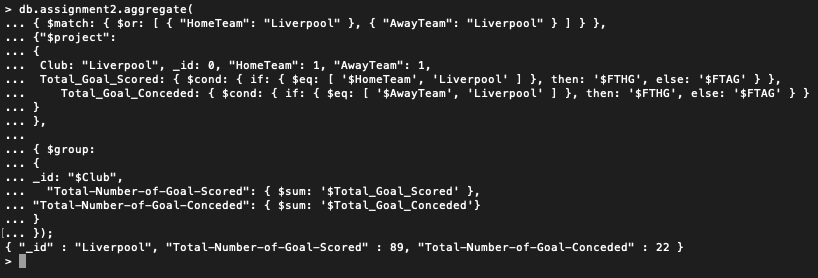 > db.assignment2.aggregate(
... { $match: { $or: [ { "HomeTeam": "Liverpool" }, { "AwayTeam": "Liverpool" } ] } },
... {"$project":
... {
...  Club: "Liverpool", _id: 0, "HomeTeam": 1, "AwayTeam": 1,
...  Total_Goal_Scored: { $cond: { if: { $eq: [ '$HomeTeam', 'Liverpool' ] }, then: '$FTHG', else: '$FTAG' } },
...     Total_Goal_Conceded: { $cond: { if: { $eq: [ '$AwayTeam', 'Liverpool' ] }, then: '$FTHG', else: '$FTAG' } }
... }
... },
...
... { $group:
... {
... _id: "$Club",
...   "Total-Number-of-Goal-Scored": { $sum: '$Total_Goal_Scored' },
... "Total-Number-of-Goal-Conceded": { $sum: '$Total_Goal_Conceded'}
... }
[... });
{ "_id" : "Liverpool", "Total-Number-of-Goal-Scored" : 89, "Total-Number-of-Goal-Conceded" : 22 }
>